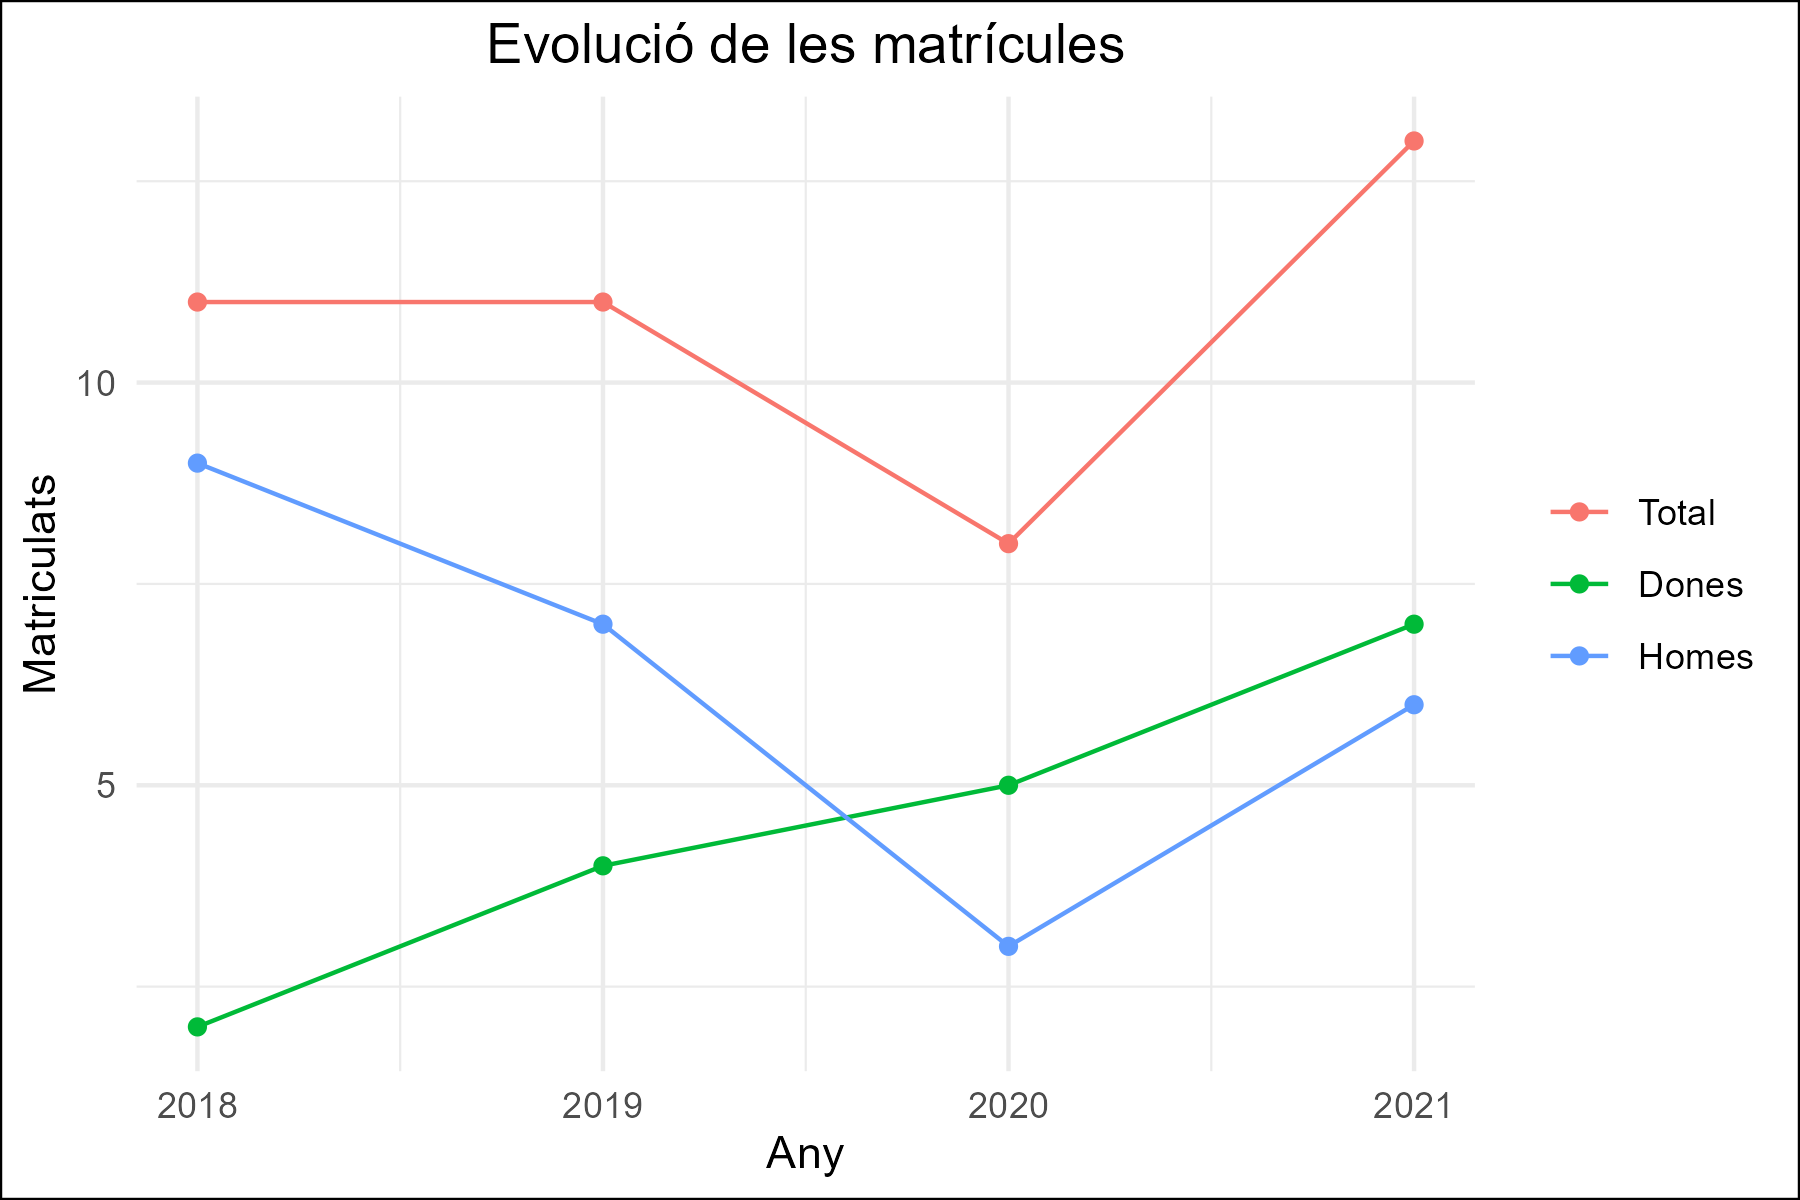 Evolució de les matrícules
Matriculats
10
5
2018
2019
2020
2021
Any
Total
Dones
Homes